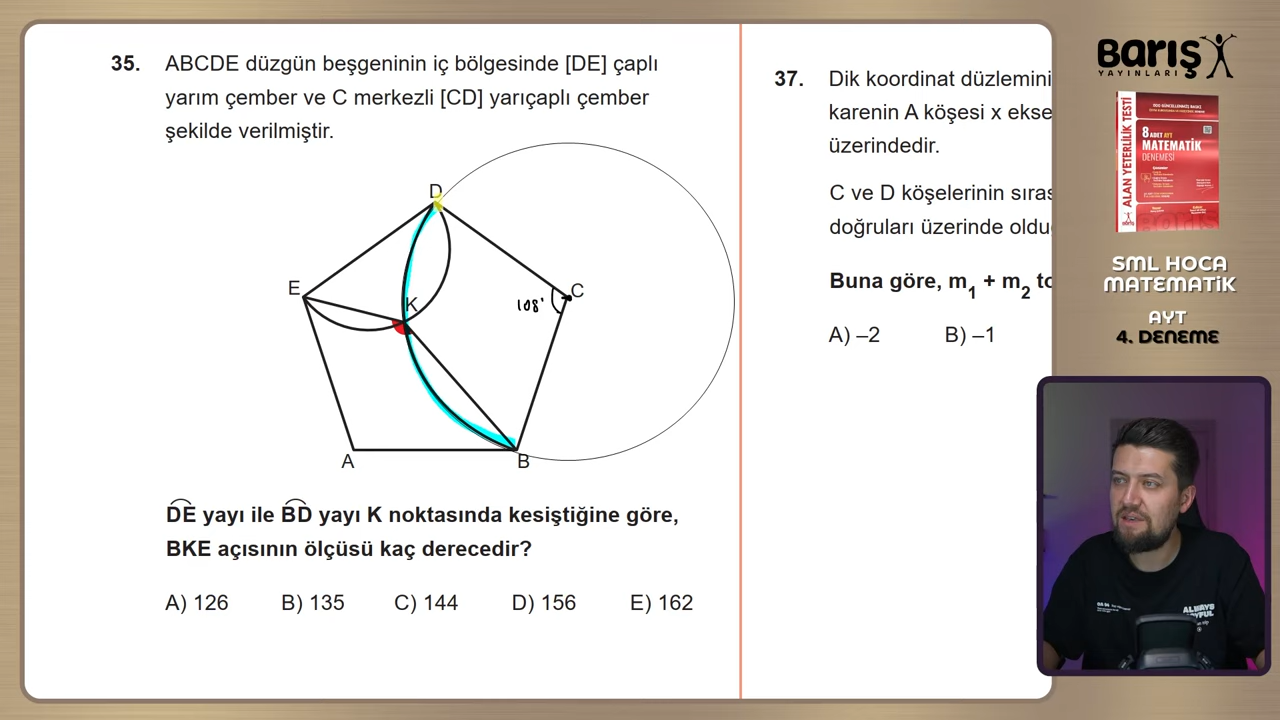 35. ABCDE düzgün beşgeninin iç bölgesinde [DE] çaplı
yarım çember ve C merkezli [CD] yarıçaplı çember
şekilde verilmiştir.
D
E
K
C
108°
A
B
DE yayı ile BD yayı K noktasında kesiştiğine göre,
BKE açısının ölçüsü kaç derecedir?
A) 126 B) 135 C) 144 D) 156 E) 162
37. Dik koordinat düzlemini
karenin A köşesi x ekse
üzerindedir.
C ve D köşelerinin sıras
doğruları üzerinde oldu
Buna göre, m1 + m2 to
A) –2 B) –1
BARIŞ
YAYINLARI
ALAN YETERLİLİK TESTİ
8 ADET AYT
MATEMATİK
DENEMESİ
SML HOCA
MATEMATİK
AYT
4. DENEME
ALWAYS